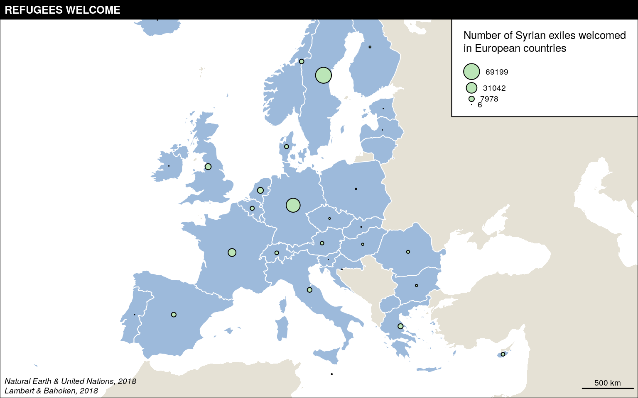 REFUGEES WELCOME
Number of Syrian exiles welcomed
in European countries
69199
31042
7978
6
Natural Earth & United Nations, 2018
Lambert & Bahoken, 2018
500 km